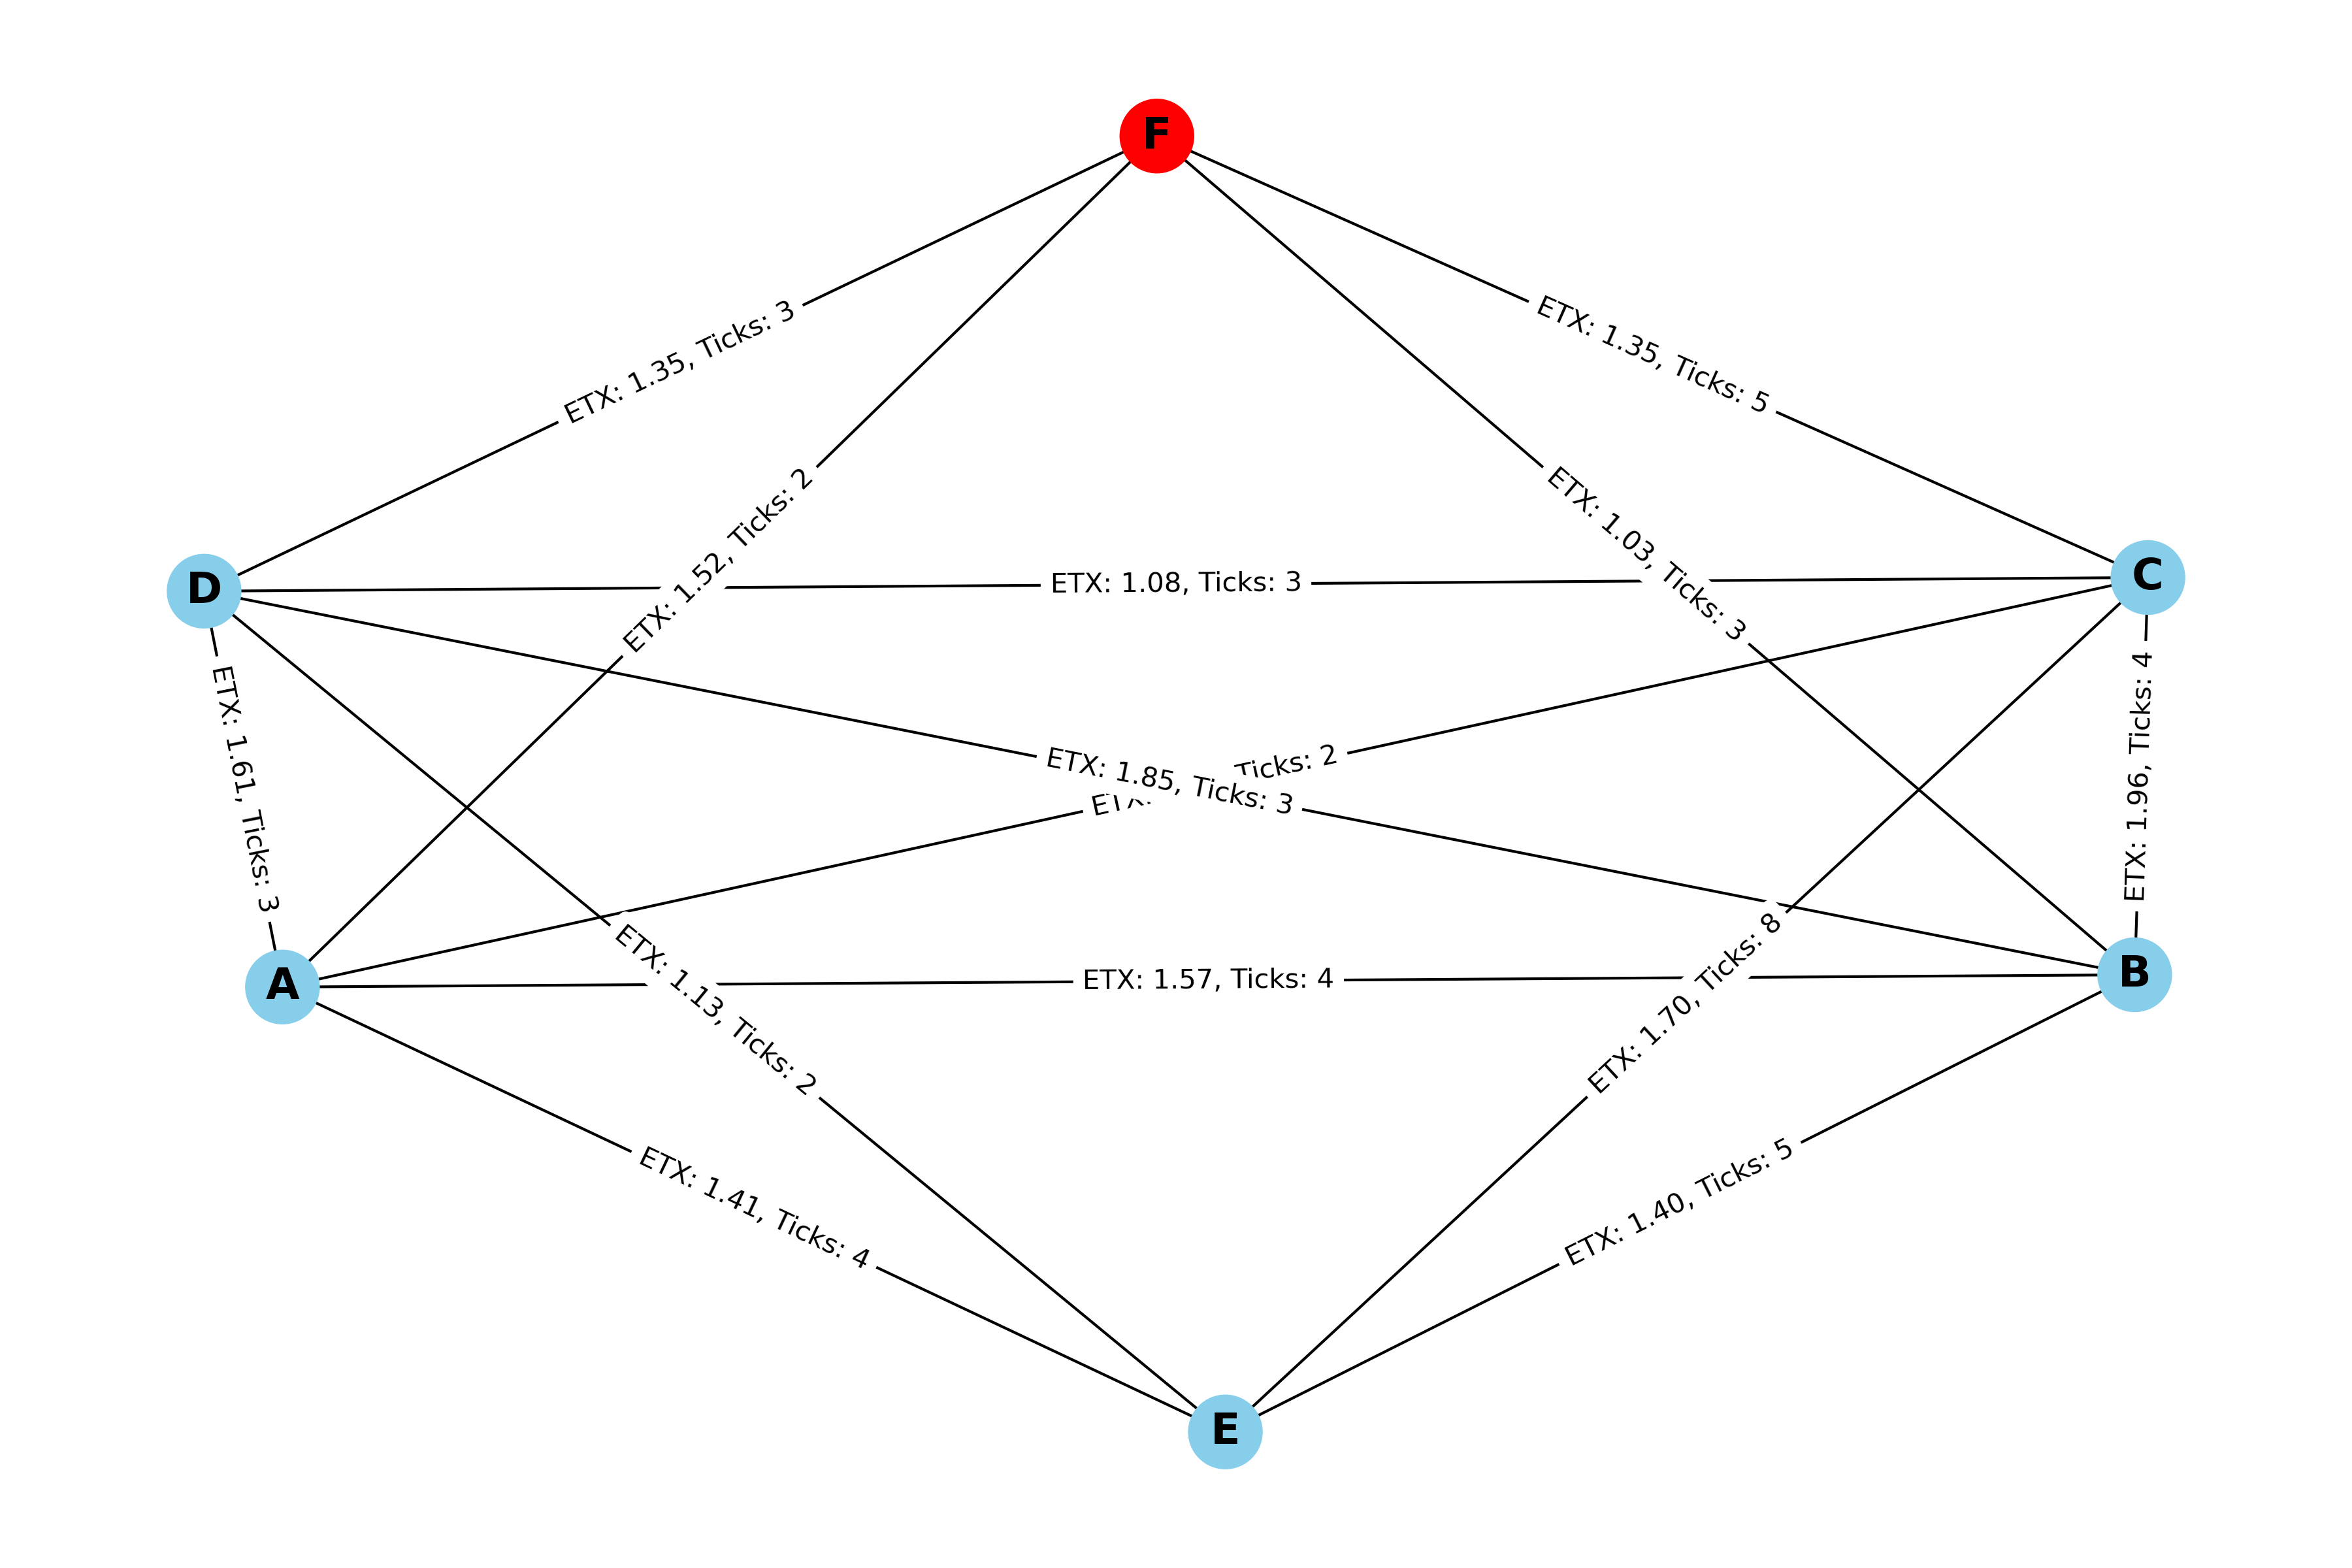 F
ETX: 1.35, Ticks: 3
ETX: 1.35, Ticks: 5
ETX: 1.52, Ticks: 2
ETX: 1.03, Ticks: 3
D
ETX: 1.08, Ticks: 3
C
ETX: 1.61, Ticks: 3
ETX: 1.85, Ticks: 3
Ticks: 2
ETX: 1.96, Ticks: 4
A
ETX: 1.57, Ticks: 4
B
ETX: 1.13, Ticks: 2
ETX: 1.70, Ticks: 8
ETX: 1.41, Ticks: 4
ETX: 1.40, Ticks: 5
E